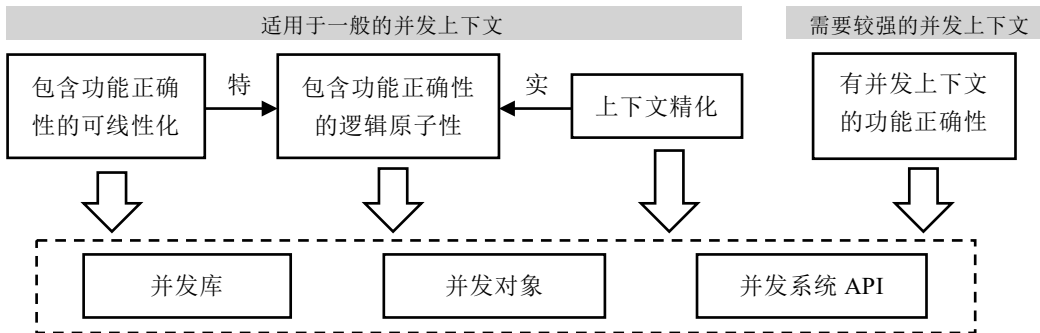 适用于一般的并发上下文
需要较强的并发上下文
包含功能正确
性的可线性化
特
包含功能正确性
的逻辑原子性
实
上下文精化
有并发上下文
的功能正确性
并发库
并发对象
并发系统 API